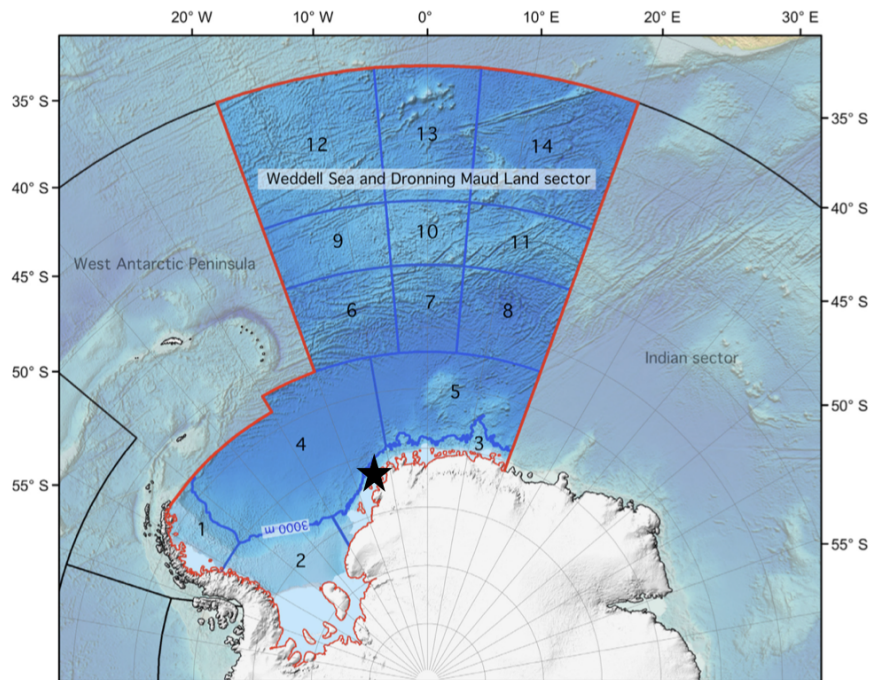 20° W 10° W 0° 10° E 20° E 30° E
35° S
35° S
12 13 14
Weddell Sea and Dronning Maud Land sector
40° S
40° S
9 10 11
West Antarctic Peninsula
45° S
45° S
6 7 8
Indian sector
50° S
5
50° S
4 3
55° S
1
3000 m
2
55° S